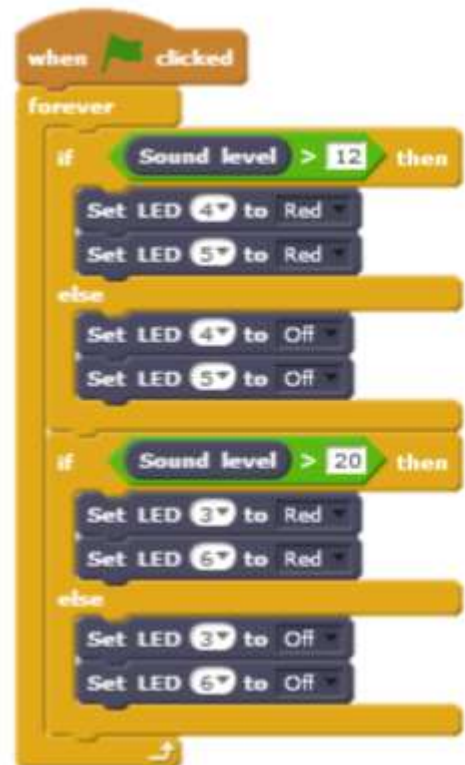 when clicked
forever
if Sound level > 12 then
Set LED 4 to Red
Set LED 5 to Red
else
Set LED 4 to Off
Set LED 5 to Off
if Sound level > 20 then
Set LED 3 to Red
Set LED 6 to Red
else
Set LED 3 to Off
Set LED 6 to Off